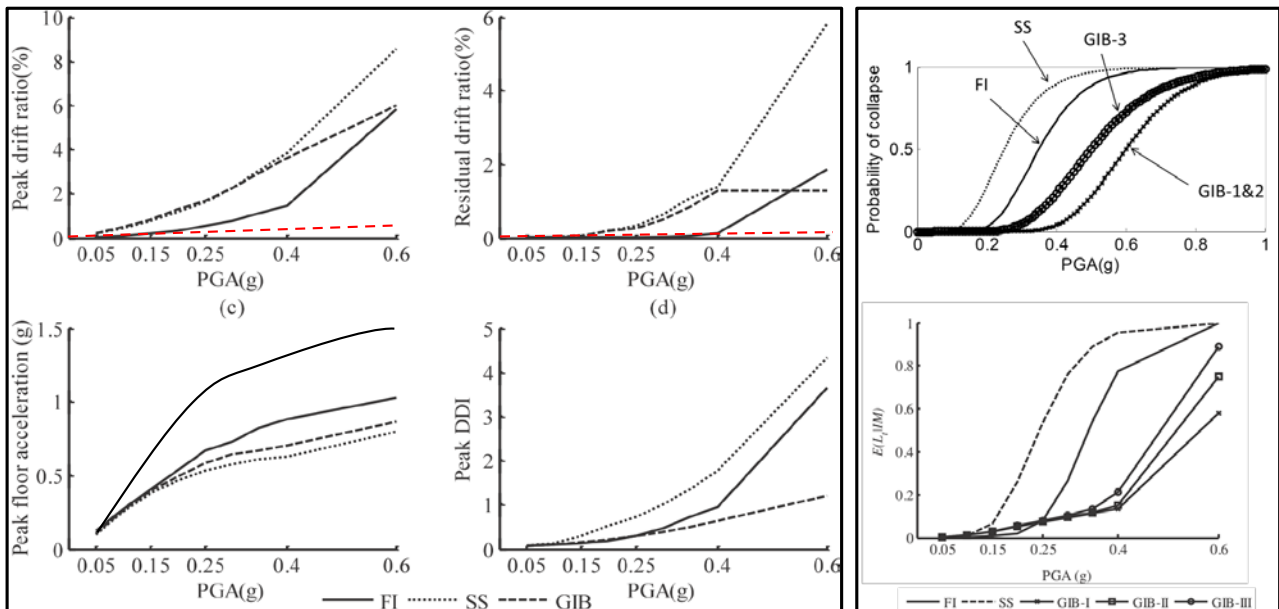 Peak drift ratio(%)
10
8
6
4
2
0
0.05 0.15 0.25 0.4 0.6
PGA(g)
(c)
Residual drift ratio(%)
6
4
2
0
0.05 0.15 0.25 0.4 0.6
PGA(g)
(d)
Peak floor acceleration (g)
1.5
1
0.5
0
0.05 0.15 0.25 0.4 0.6
PGA(g)
Peak DDI
5
4
3
2
1
0
0.05 0.15 0.25 0.4 0.6
PGA(g)
FI SS GIB
Probability of collapse
1
0.5
0
SS
GIB-3
FI
GIB-1&2
0 0.2 0.4 0.6 0.8 1
PGA(g)
E(L_t|IM)
1
0.8
0.6
0.4
0.2
0
0.05 0.15 0.25 0.4 0.6
PGA (g)
FI SS GIB-I GIB-II GIB-III